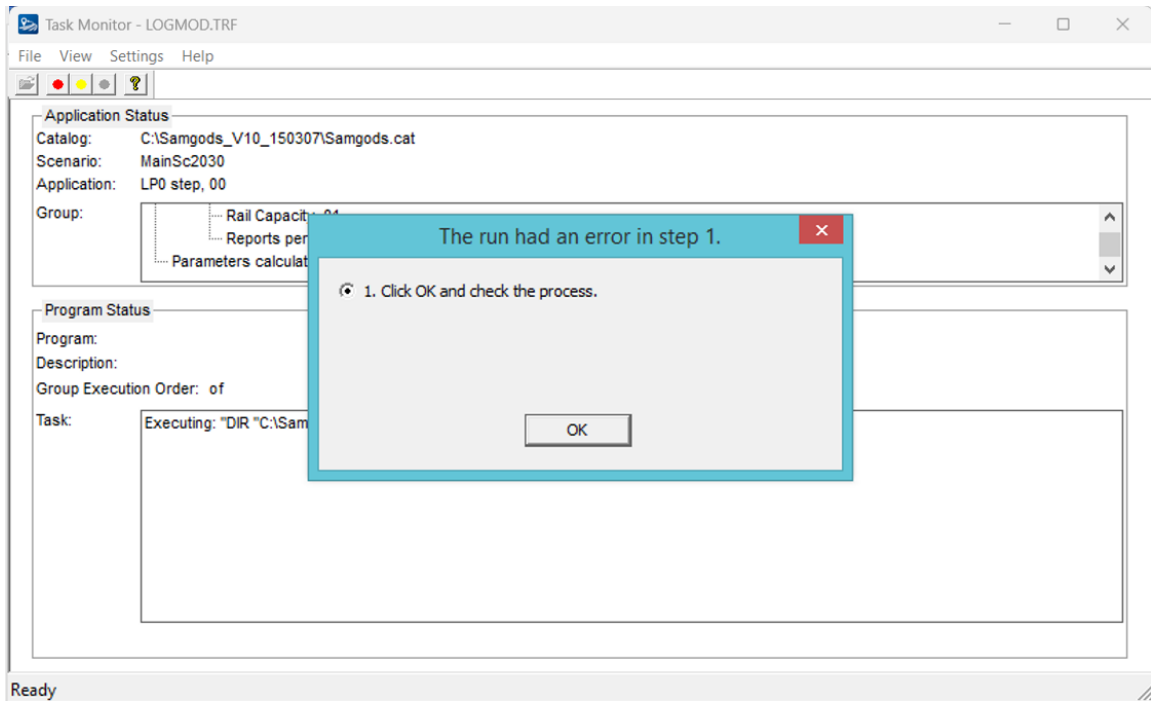 Task Monitor - LOGMOD.TRF
File View Settings Help
Application Status
Catalog: C:\Samgods_V10_150307\Samgods.cat
Scenario: MainSc2030
Application: LP0 step, 00
Group:
Rail Capacity
Reports per
Parameters calculat
The run had an error in step 1.
1. Click OK and check the process.
OK
Program Status
Program:
Description:
Group Execution Order: of
Task: Executing: "DIR "C:\Sam
Ready